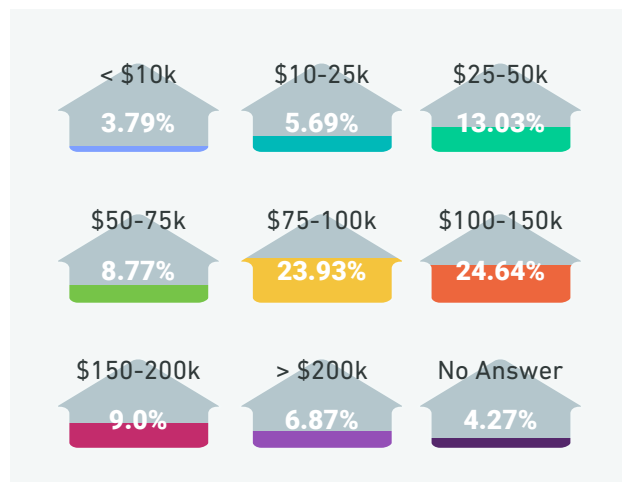 < $10k
3.79%
$10-25k
5.69%
$25-50k
13.03%
$50-75k
8.77%
$75-100k
23.93%
$100-150k
24.64%
$150-200k
9.0%
> $200k
6.87%
No Answer
4.27%